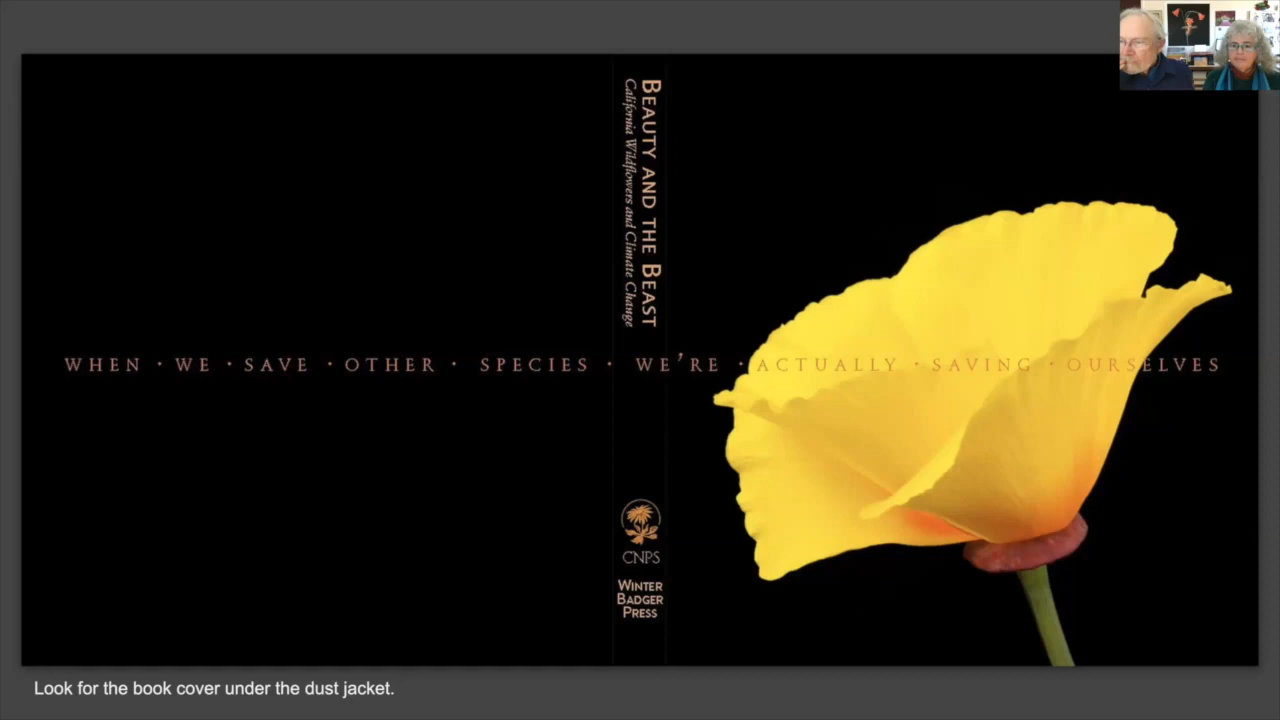 BEAUTY AND THE BEAST
California Wildflowers and Climate Change
WHEN · WE · SAVE · OTHER · SPECIES · WE'RE · ACTUALLY · SAVING · OURSELVES
CNPS
WINTER
BADGER
PRESS
Look for the book cover under the dust jacket.